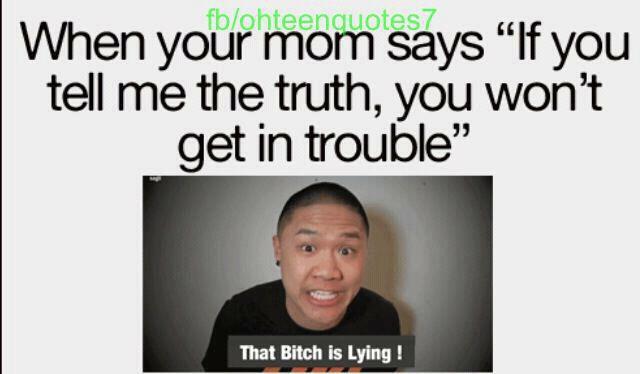 fb/ohteenquotes7
When your mom says “If you
tell me the truth, you won’t
get in trouble”
That Bitch is Lying !